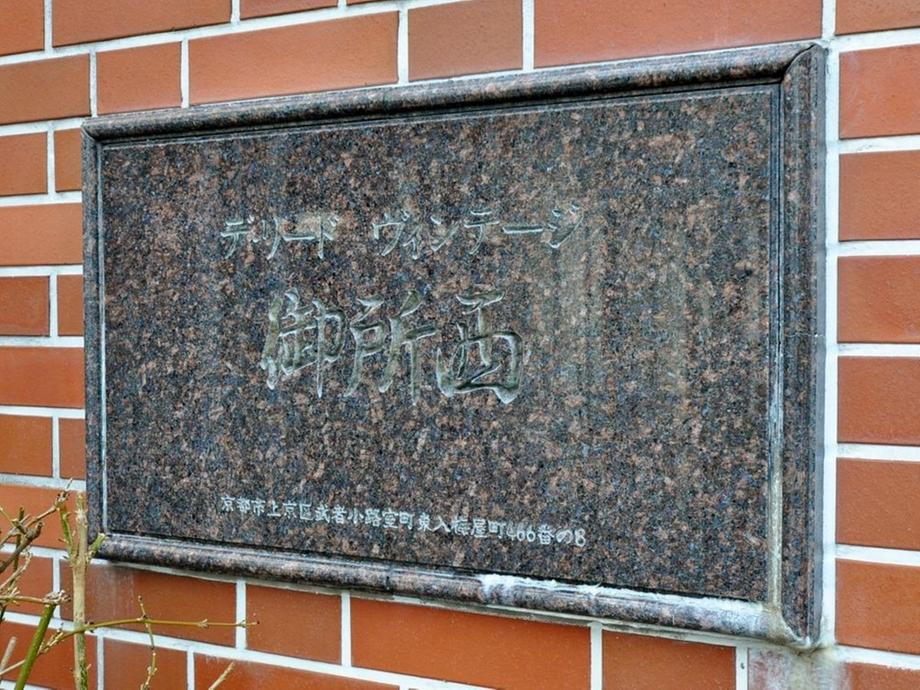 デ・リード ヴィンテージ
御所西
京都市上京区武者小路室町東入梅屋町466番の8